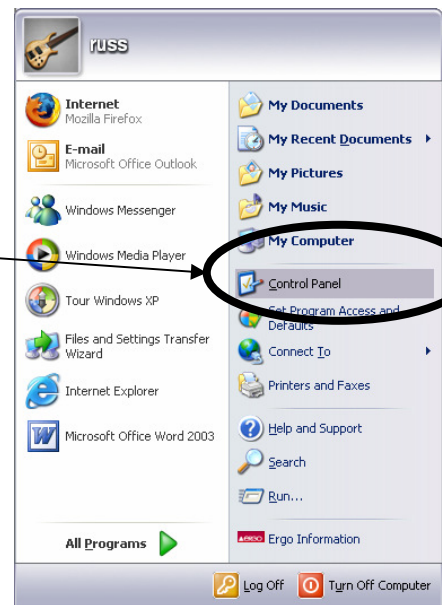 russ
Internet
Mozilla Firefox
E-mail
Microsoft Office Outlook
Windows Messenger
Windows Media Player
Tour Windows XP
Files and Settings Transfer
Wizard
Internet Explorer
Microsoft Office Word 2003
All Programs
My Documents
My Recent Documents
My Pictures
My Music
My Computer
Control Panel
Set Program Access and
Defaults
Connect To
Printers and Faxes
Help and Support
Search
Run...
Ergo Information
Log Off
Turn Off Computer